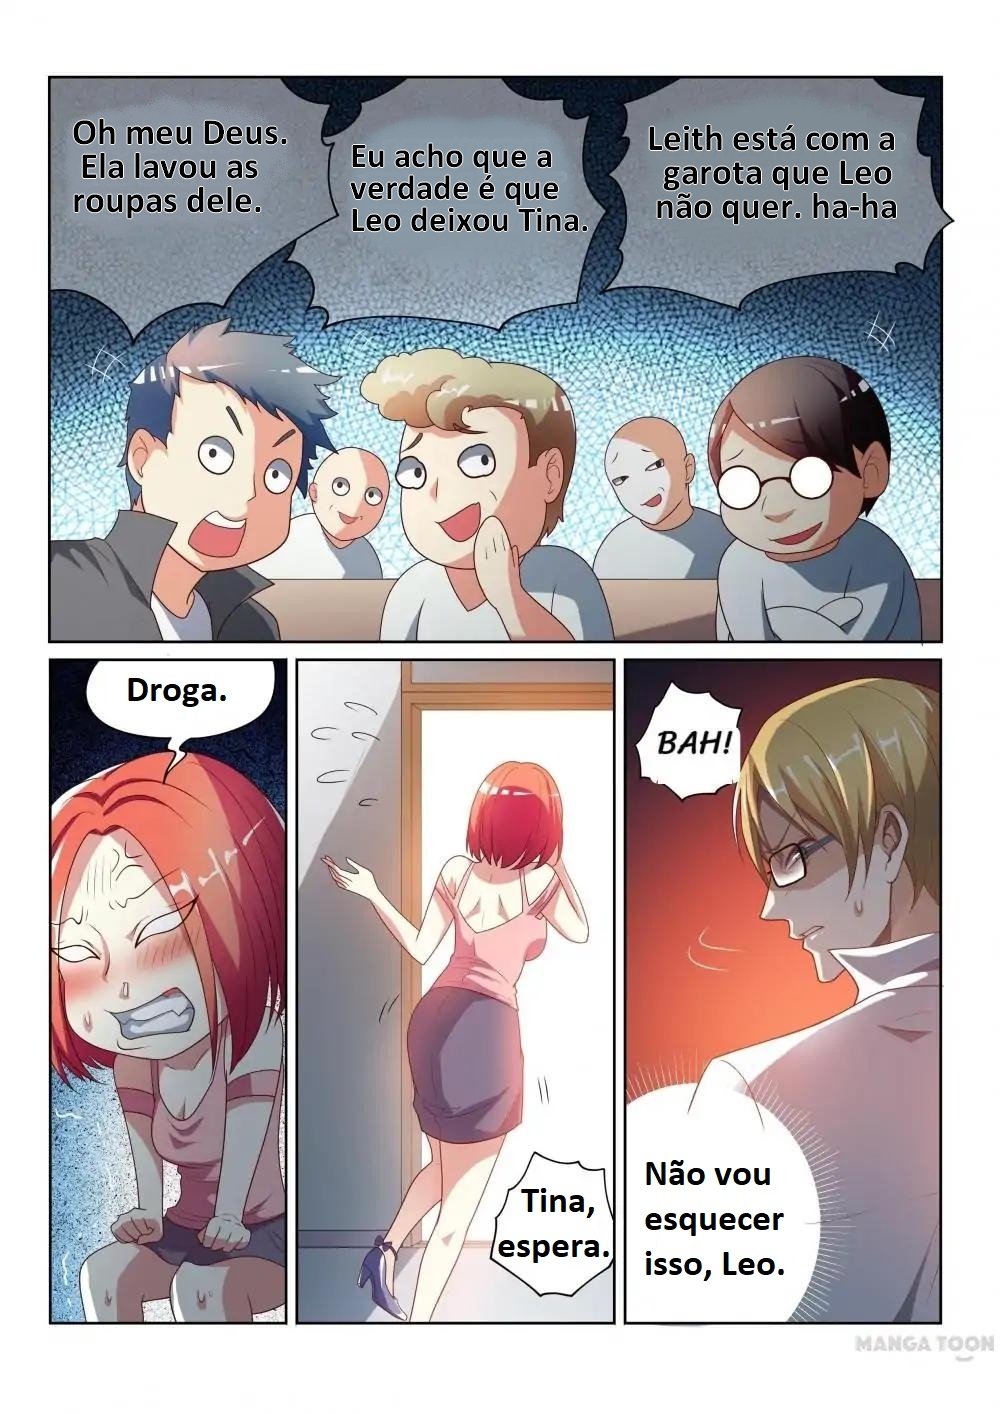 Oh meu Deus.
Ela lavou as
roupas dele.
Eu acho que a
verdade é que
Leo deixou Tina.
Leith está com a
garota que Leo
não quer. ha-ha
Droga.
Tina,
espera.
BAH!
Não vou
esquecer
isso, Leo.
MANGA TOON